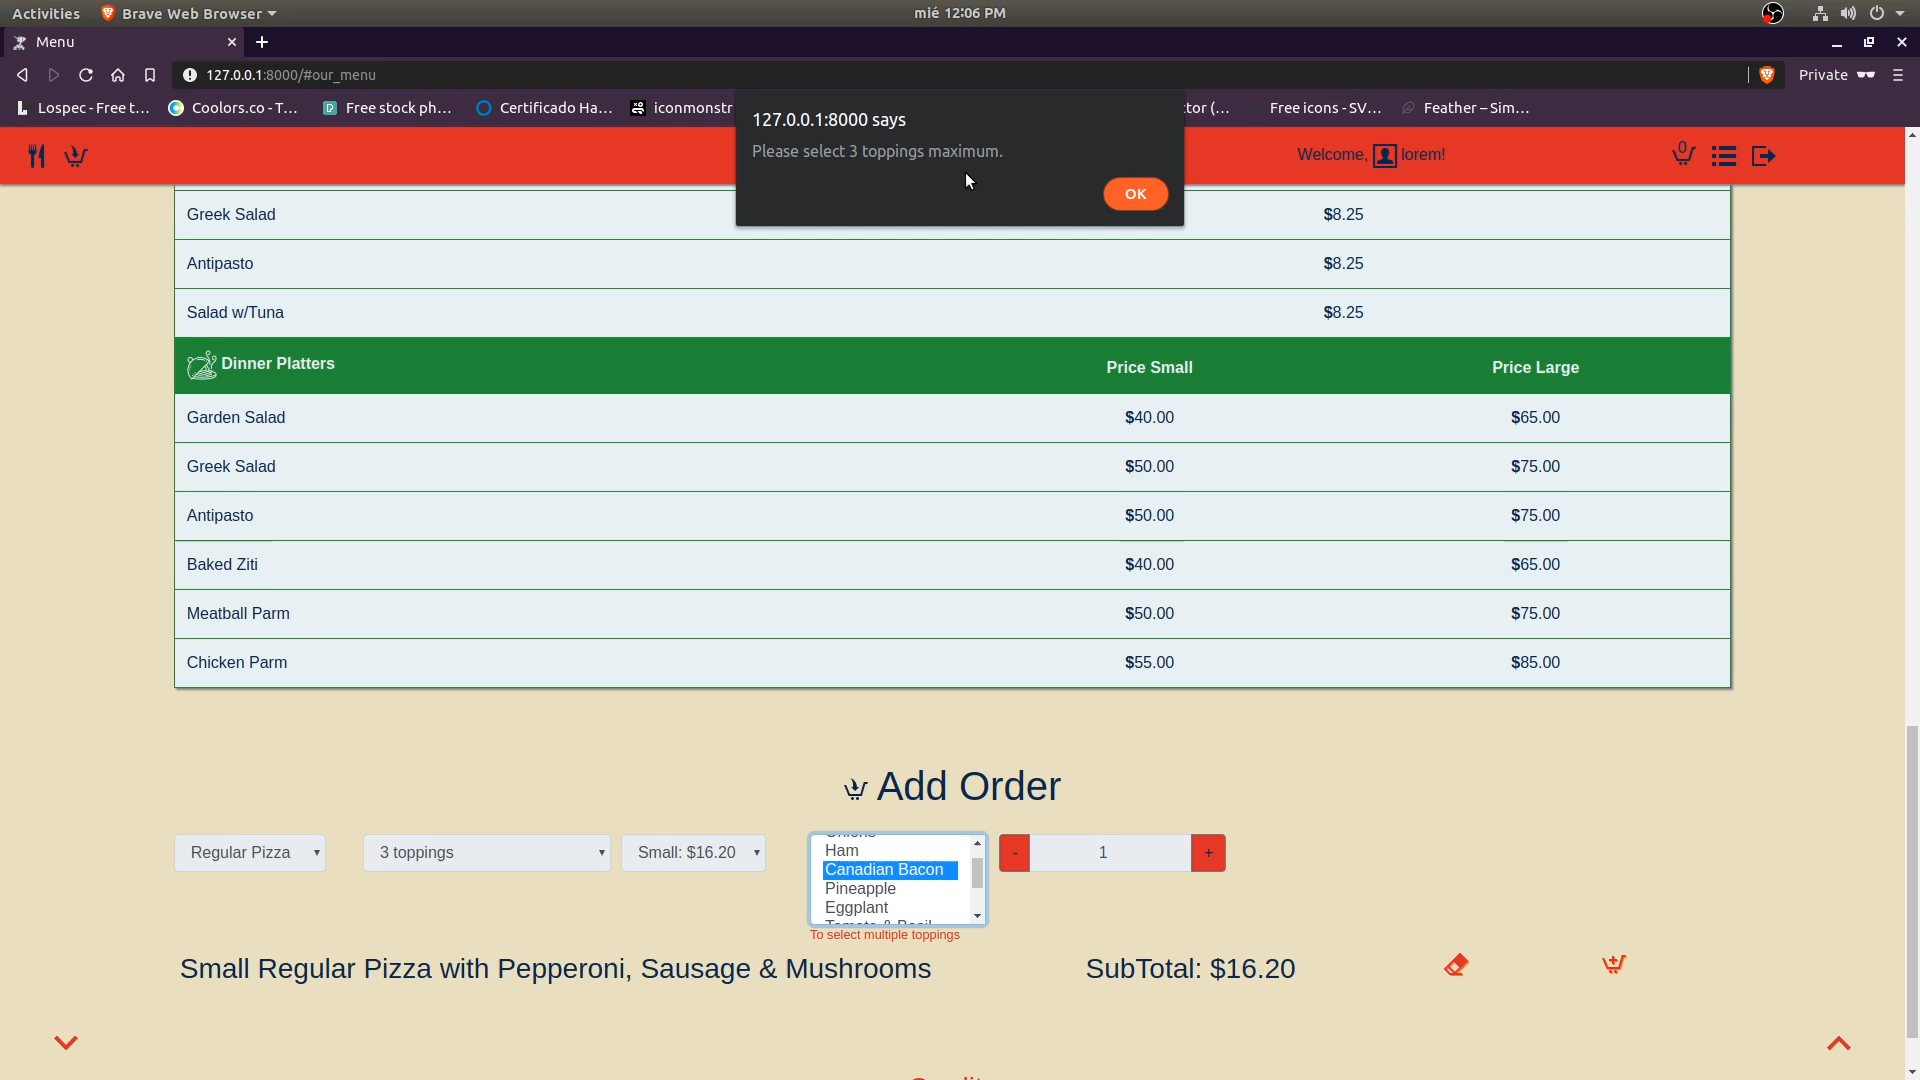 Activities
Brave Web Browser
mié 12:06 PM
Menu
127.0.0.1:8000/#our_menu
Private
Lospec - Free t...
Coolors.co - T...
Free stock ph...
Certificado Ha...
iconmonstr
tor (...
Free icons - SV...
Feather – Sim...
127.0.0.1:8000 says
Please select 3 toppings maximum.
OK
Welcome, lorem!
0
Greek Salad $8.25
Antipasto $8.25
Salad w/Tuna $8.25
Dinner Platters Price Small Price Large
Garden Salad $40.00 $65.00
Greek Salad $50.00 $75.00
Antipasto $50.00 $75.00
Baked Ziti $40.00 $65.00
Meatball Parm $50.00 $75.00
Chicken Parm $55.00 $85.00
Add Order
Regular Pizza
3 toppings
Small: $16.20
Onions
Ham
Canadian Bacon
Pineapple
Eggplant
Tomato & Basil
- 1 +
To select multiple toppings
Small Regular Pizza with Pepperoni, Sausage & Mushrooms
SubTotal: $16.20